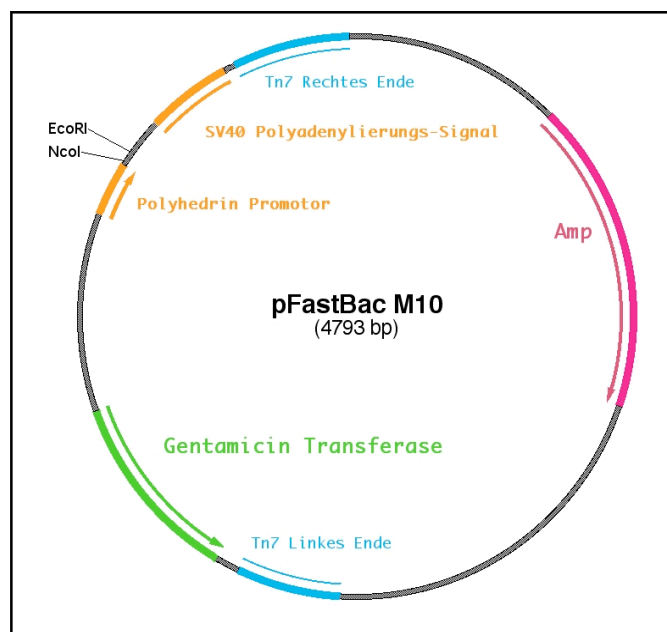 Tn7 Rechtes Ende
EcoRI
SV40 Polyadenylierungs-Signal
NcoI
Polyhedrin Promotor
Amp
pFastBac M10
(4793 bp)
Gentamicin Transferase
Tn7 Linkes Ende